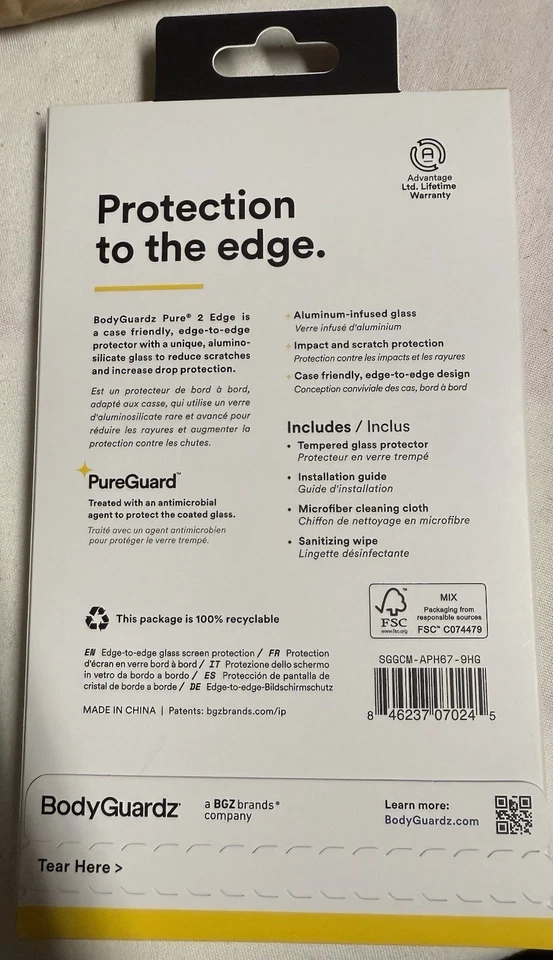 A
Advantage
Ltd. Lifetime
Warranty
Protection
to the edge.
BodyGuardz Pure® 2 Edge is
a case friendly, edge-to-edge
protector with a unique, alumino-
silicate glass to reduce scratches
and increase drop protection.
Est un protecteur de bord à bord,
adapté aux casse, qui utilise un verre
d'aluminosilicate rare et avancé pour
réduire les rayures et augmenter la
protection contre les chutes.
PureGuard™
Treated with an antimicrobial
agent to protect the coated glass.
Traité avec un agent antimicrobien
pour protéger le verre trempé.
+ Aluminum-infused glass
Verre infusé d'aluminium
+ Impact and scratch protection
Protection contre les impacts et les rayures
+ Case friendly, edge-to-edge design
Conception conviviale des cas, bord à bord
Includes / Inclus
• Tempered glass protector
Protecteur en verre trempé
• Installation guide
Guide d'installation
• Microfiber cleaning cloth
Chiffon de nettoyage en microfibre
• Sanitizing wipe
Lingette désinfectante
This package is 100% recyclable
FSC
www.fsc.org
MIX
Packaging from
responsible sources
FSC™ C074479
EN Edge-to-edge glass screen protection / FR Protection
d'écran en verre bord à bord / IT Protezione dello schermo
in vetro da bordo a bordo / ES Protección de pantalla de
cristal de borde a borde / DE Edge-to-edge-Bildschirmschutz
MADE IN CHINA | Patents: bgzbrands.com/ip
SGGCM-APH67-9HG
8 46237 07024 5
BodyGuardz®
a BGZbrands®
company
Learn more:
BodyGuardz.com
Tear Here >